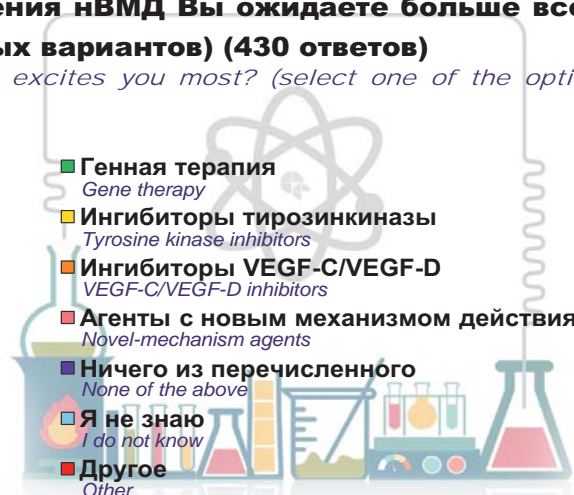 ения нВМД Вы ожидаете больше все
ых вариантов) (430 ответов)
excites you most? (select one of the opti
Генная терапия
Gene therapy
Ингибиторы тирозинкиназы
Tyrosine kinase inhibitors
Ингибиторы VEGF-C/VEGF-D
VEGF-C/VEGF-D inhibitors
Агенты с новым механизмом действия
Novel-mechanism agents
Ничего из перечисленного
None of the above
Я не знаю
I do not know
Другое
Other